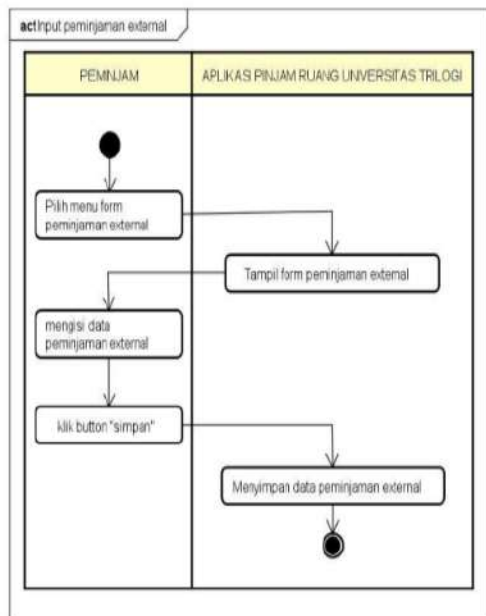 act Input peminjaman external
PEMINJAM
APLIKASI PINJAM RUANG UNIVERSITAS TRILOGI
Pilih menu form
peminjaman external
Tampil form peminjaman external
mengisi data
peminjaman external
klik button "simpan"
Menyimpan data peminjaman external